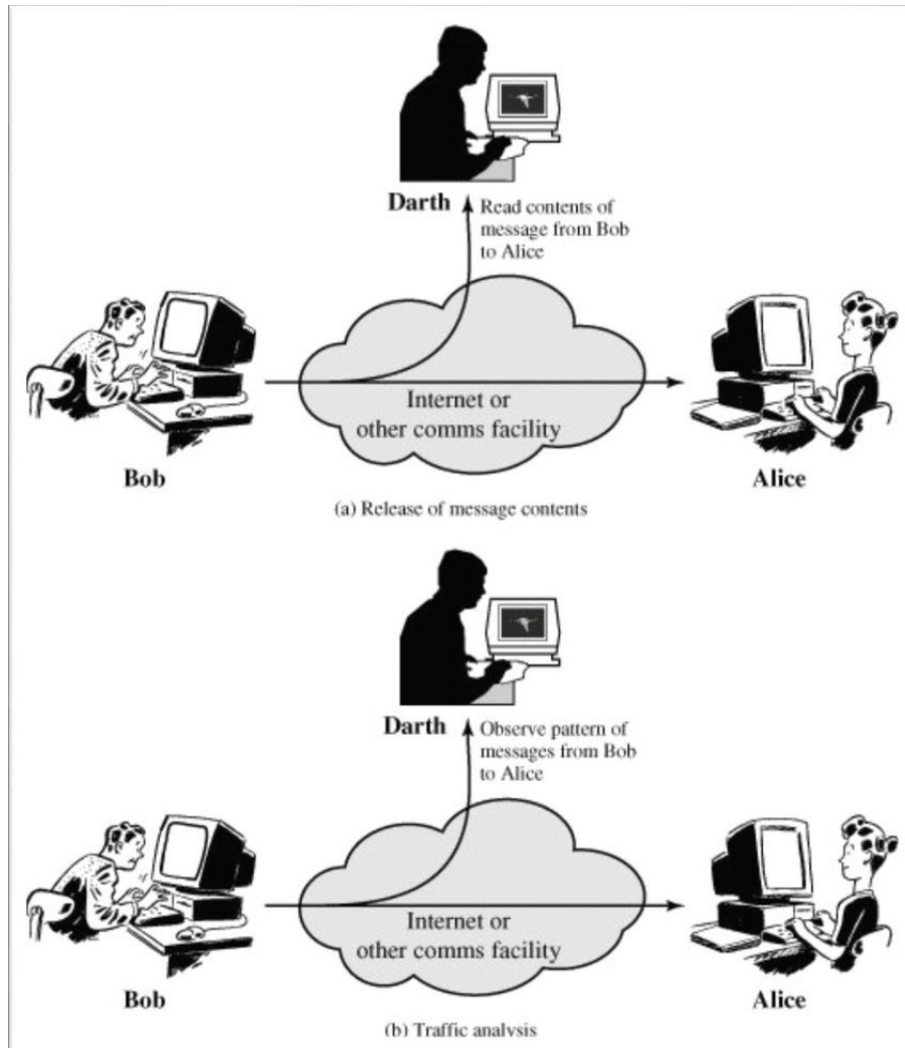 Darth
Read contents of
message from Bob
to Alice
Internet or
other comms facility
Bob
Alice
(a) Release of message contents
Darth
Observe pattern of
messages from Bob
to Alice
Internet or
other comms facility
Bob
Alice
(b) Traffic analysis